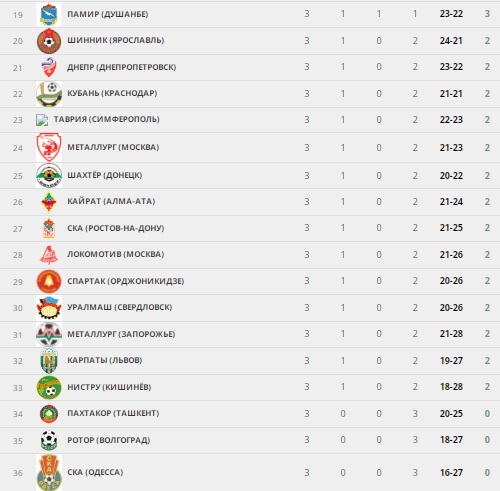 19 ПАМИР (ДУШАНБЕ) 3 1 1 1 23-22 3
20 ШИННИК (ЯРОСЛАВЛЬ) 3 1 0 2 24-21 2
21 ДНЕПР (ДНЕПРОПЕТРОВСК) 3 1 0 2 23-22 2
22 КУБАНЬ (КРАСНОДАР) 3 1 0 2 21-21 2
23 ТАВРИЯ (СИМФЕРОПОЛЬ) 3 1 0 2 22-23 2
24 МЕТАЛЛУРГ (МОСКВА) 3 1 0 2 21-23 2
25 ШАХТЁР (ДОНЕЦК) 3 1 0 2 20-22 2
26 КАЙРАТ (АЛМА-АТА) 3 1 0 2 21-24 2
27 СКА (РОСТОВ-НА-ДОНУ) 3 1 0 2 21-25 2
28 ЛОКОМОТИВ (МОСКВА) 3 1 0 2 21-26 2
29 СПАРТАК (ОРДЖОНИКИДЗЕ) 3 1 0 2 20-26 2
30 УРАЛМАШ (СВЕРДЛОВСК) 3 1 0 2 20-26 2
31 МЕТАЛЛУРГ (ЗАПОРОЖЬЕ) 3 1 0 2 21-28 2
32 КАРПАТЫ (ЛЬВОВ) 3 1 0 2 19-27 2
33 НИСТРУ (КИШИНЁВ) 3 1 0 2 18-28 2
34 ПАХТАКОР (ТАШКЕНТ) 3 0 0 3 20-25 0
35 РОТОР (ВОЛГОГРАД) 3 0 0 3 18-27 0
36 СКА (ОДЕССА) 3 0 0 3 16-27 0